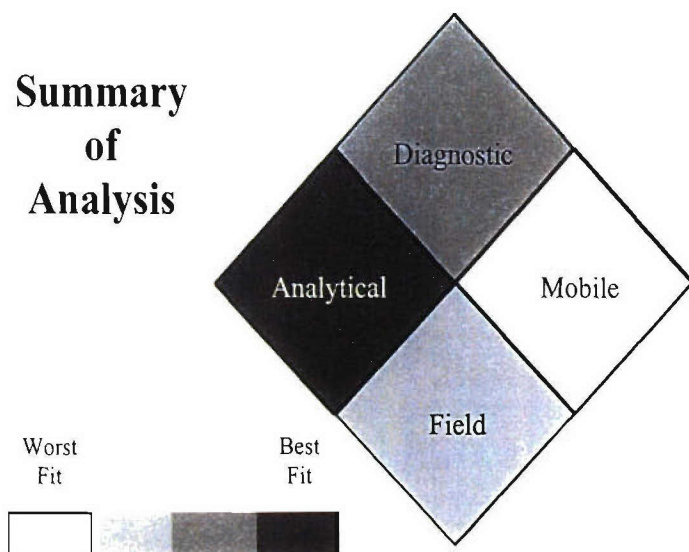 Summary
of
Analysis
Diagnostic
Analytical
Mobile
Field
Worst
Fit
Best
Fit